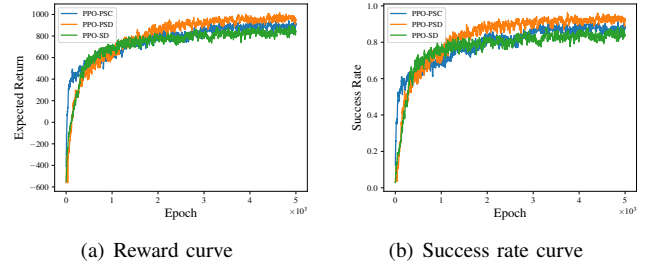 PPO-PSC
PPO-PSD
PPO-SD
Expected Return
1000
800
600
400
200
0
−200
−400
−600
0 1 2 3 4 5
×10³
Epoch
(a) Reward curve
PPO-PSC
PPO-PSD
PPO-SD
Success Rate
1.0
0.8
0.6
0.4
0.2
0.0
0 1 2 3 4 5
×10³
Epoch
(b) Success rate curve